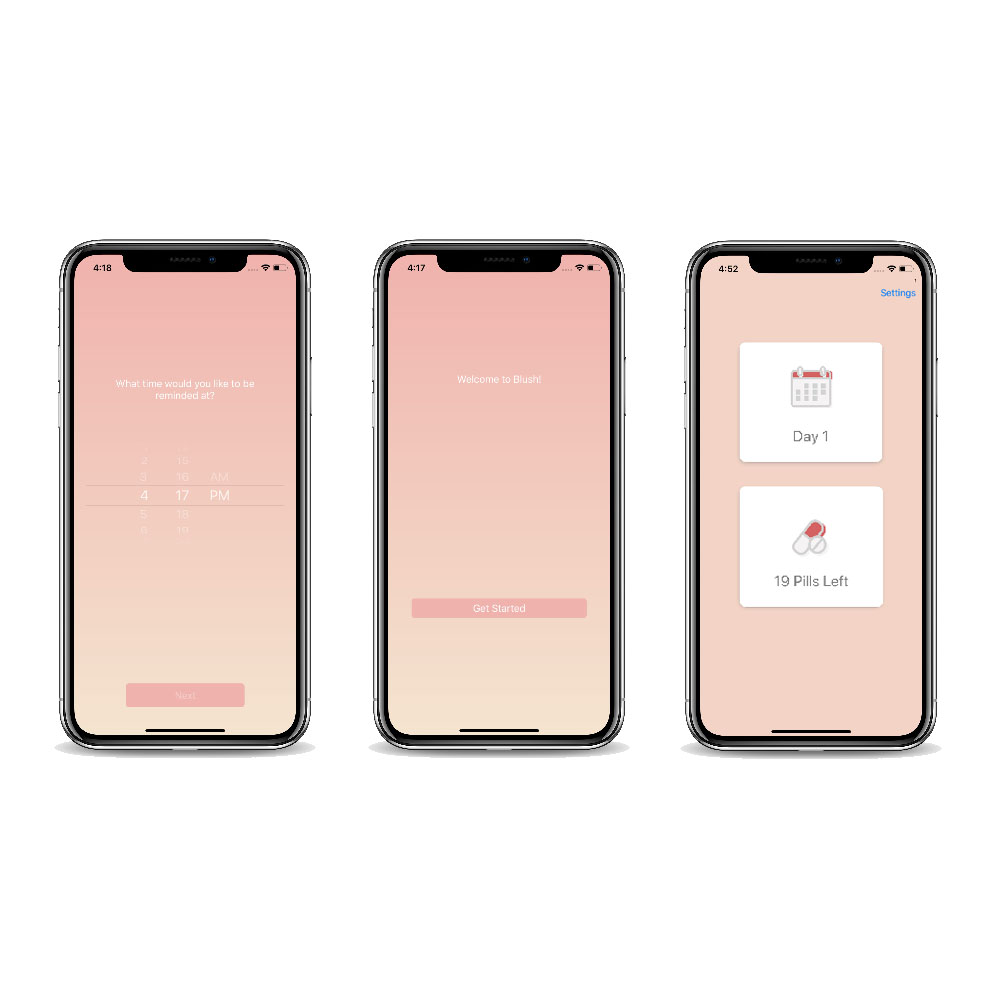 4:18
What time would you like to be
reminded at?
2 15
3 16 AM
4 17 PM
5 18
6 19
Next
4:17
Welcome to Blush!
Get Started
4:52
Settings
Day 1
19 Pills Left